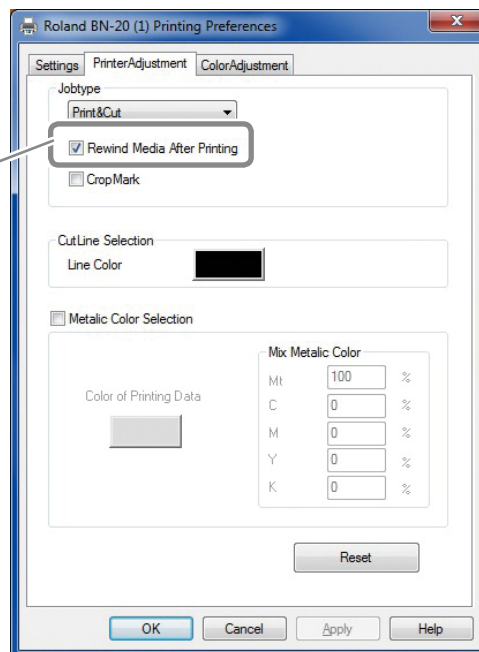 Roland BN-20 (1) Printing Preferences
Settings PrinterAdjustment ColorAdjustment
Jobtype
Print&Cut
Rewind Media After Printing
CropMark
CutLine Selection
Line Color
Metalic Color Selection
Mix Metalic Color
Color of Printing Data
Mt 100 %
C 0 %
M 0 %
Y 0 %
K 0 %
Reset
OK Cancel Apply Help